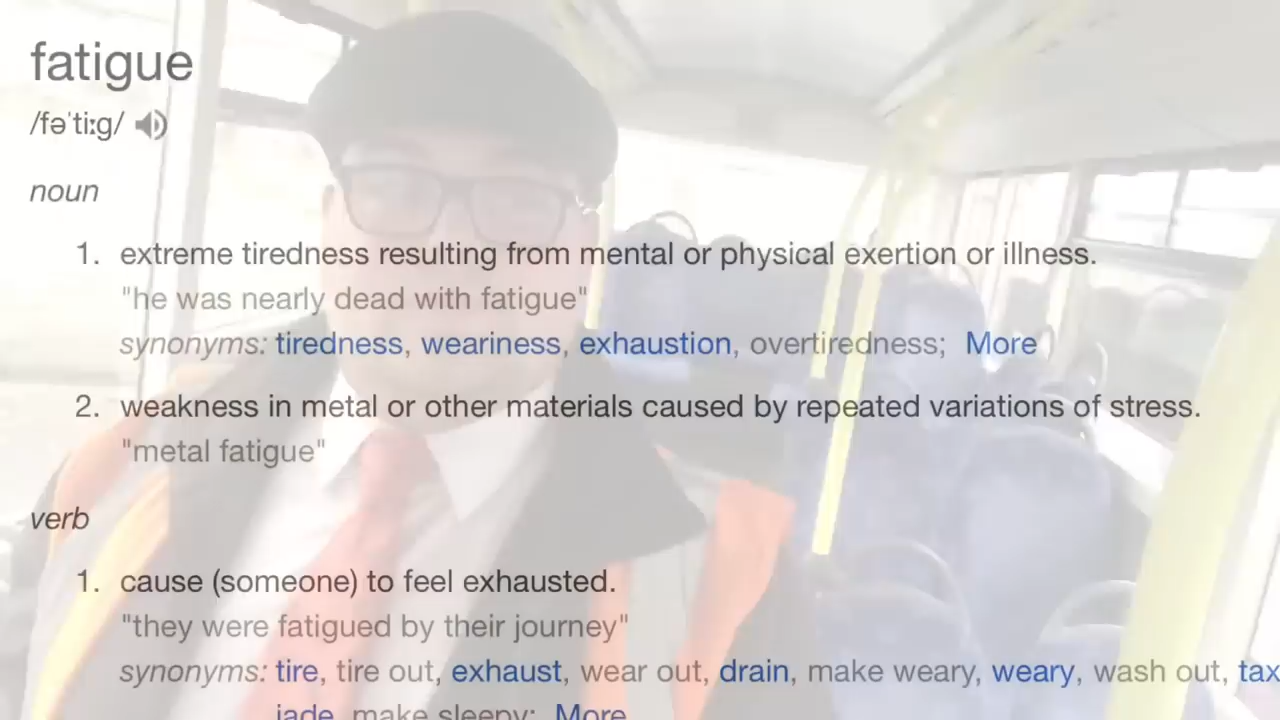 fatigue
/fəˈtiːɡ/
noun
1. extreme tiredness resulting from mental or physical exertion or illness.
"he was nearly dead with fatigue"
synonyms: tiredness, weariness, exhaustion, overtiredness; More
2. weakness in metal or other materials caused by repeated variations of stress.
"metal fatigue"
verb
1. cause (someone) to feel exhausted.
"they were fatigued by their journey"
synonyms: tire, tire out, exhaust, wear out, drain, make weary, weary, wash out, tax
jade, make sleepy; More